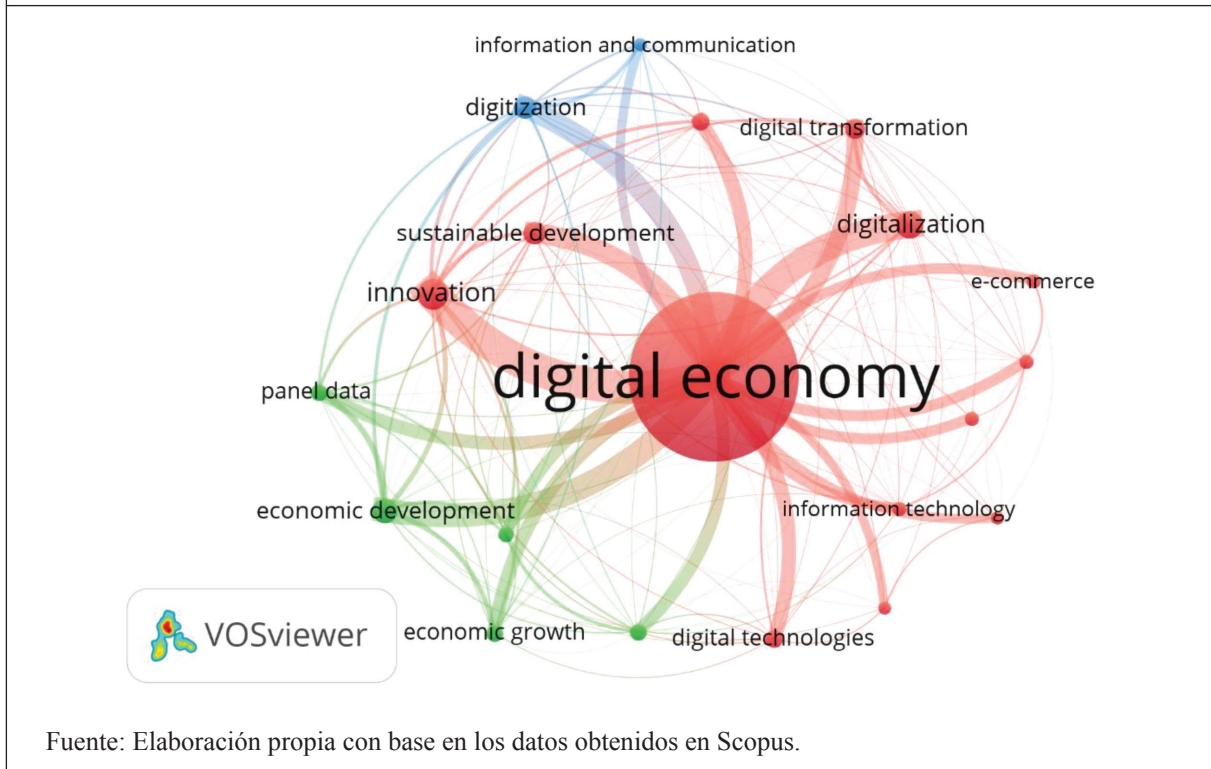 information and communication
digitization
digital transformation
sustainable development
digitalization
innovation
e-commerce
digital economy
panel data
economic development
information technology
VOSviewer
economic growth
digital technologies
Fuente: Elaboración propia con base en los datos obtenidos en Scopus.